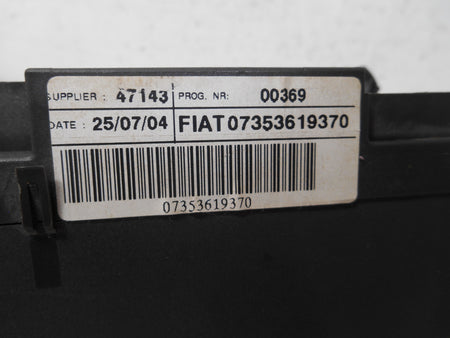 SUPPLIER : 47143 PROG. NR: 00369
DATE : 25/07/04 FIAT 07353619370
07353619370